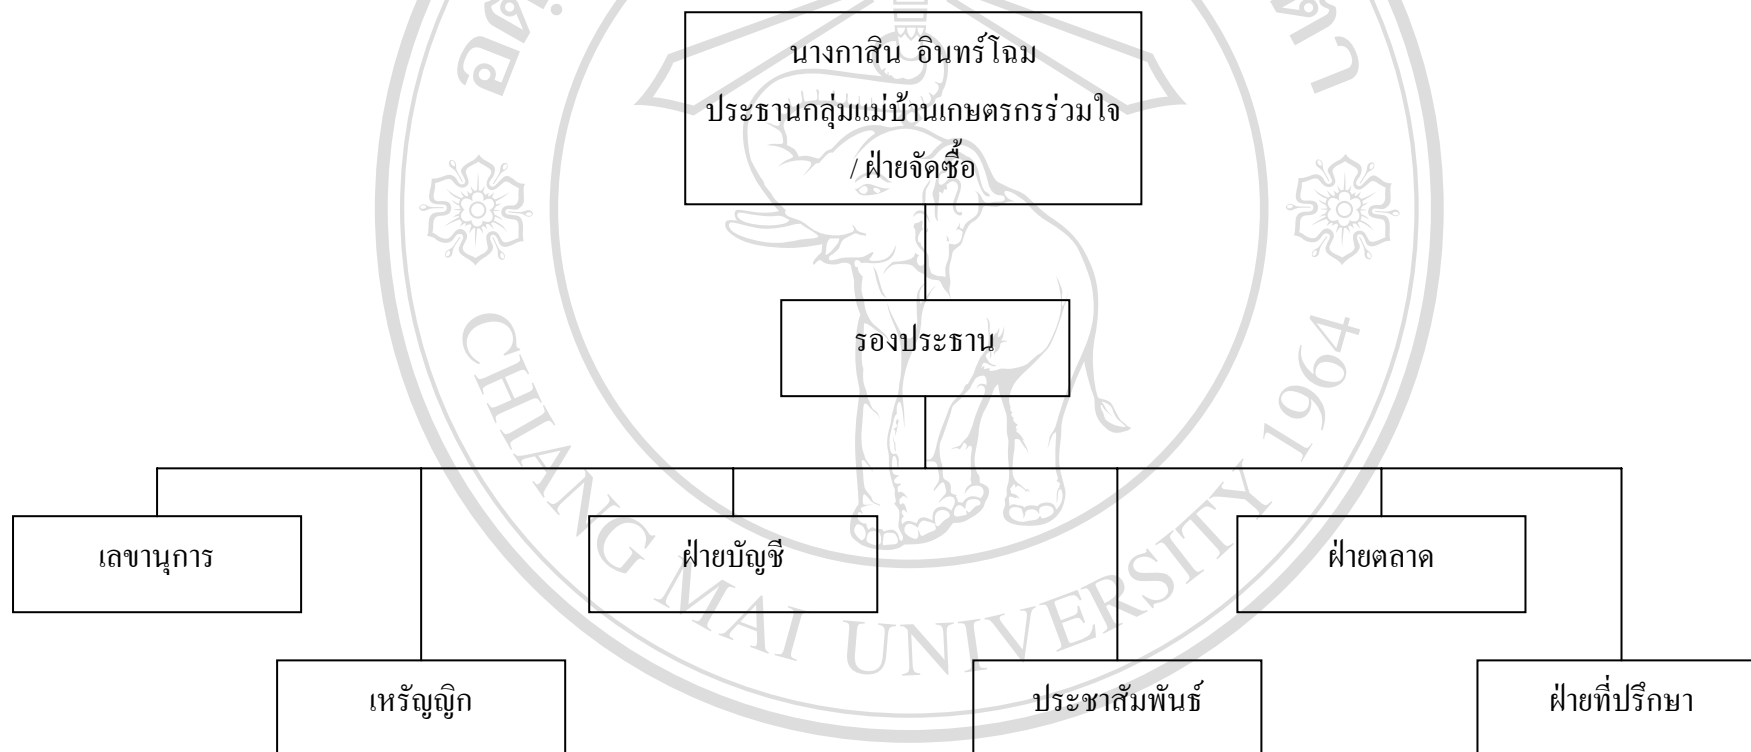 นางกาสิน อินทร์โฉม
ประธานกลุ่มแม่บ้านเกษตรกรร่วมใจ
/ ฝ่ายจัดซื้อ
รองประธาน
เลขานุการ
ฝ่ายบัญชี
ฝ่ายตลาด
เหรัญญิก
ประชาสัมพันธ์
ฝ่ายที่ปรึกษา
CHIANG MAI UNIVERSITY 1964